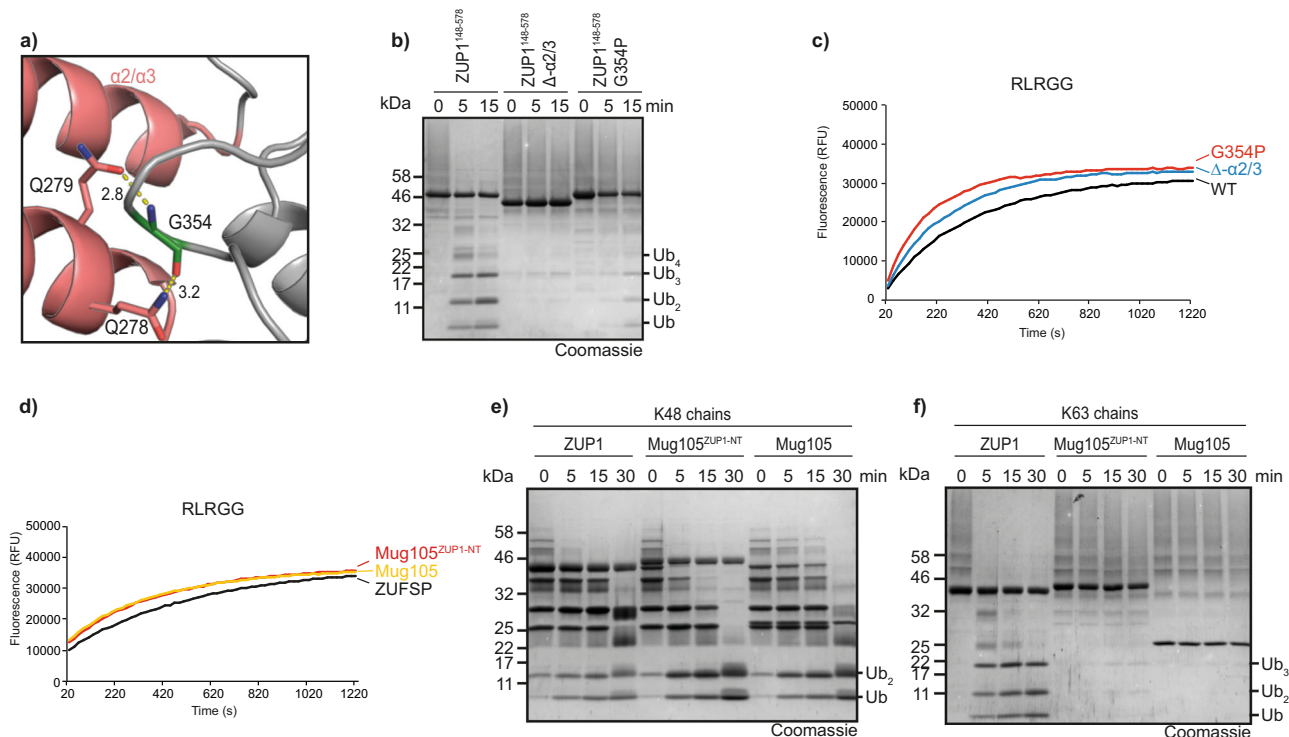 a)
α2/α3
Q279
2.8
G354
3.2
Q278
b)
ZUP1148-578
ZUP1148-578 Δ-α2/3
ZUP1148-578 G354P
kDa 0 5 15 0 5 15 0 5 15 min
58
46
32
25
22
17
11
Ub4
Ub3
Ub2
Ub
Coomassie
c)
RLRGG
Fluorescence (RFU)
50000
40000
30000
20000
10000
0
G354P
Δ-α2/3
WT
20 220 420 620 820 1020 1220
Time (s)
d)
RLRGG
Fluorescence (RFU)
50000
40000
30000
20000
10000
0
Mug105ZUP1-NT
Mug105
ZUFSP
20 220 420 620 820 1020 1220
Time (s)
e)
K48 chains
ZUP1 Mug105ZUP1-NT Mug105
kDa 0 5 15 30 0 5 15 30 0 5 15 30 min
58
46
32
25
22
17
11
Ub2
Ub
Coomassie
f)
K63 chains
ZUP1 Mug105ZUP1-NT Mug105
kDa 0 5 15 30 0 5 15 30 0 5 15 30 min
58
46
32
25
22
17
11
Ub3
Ub2
Ub
Coomassie